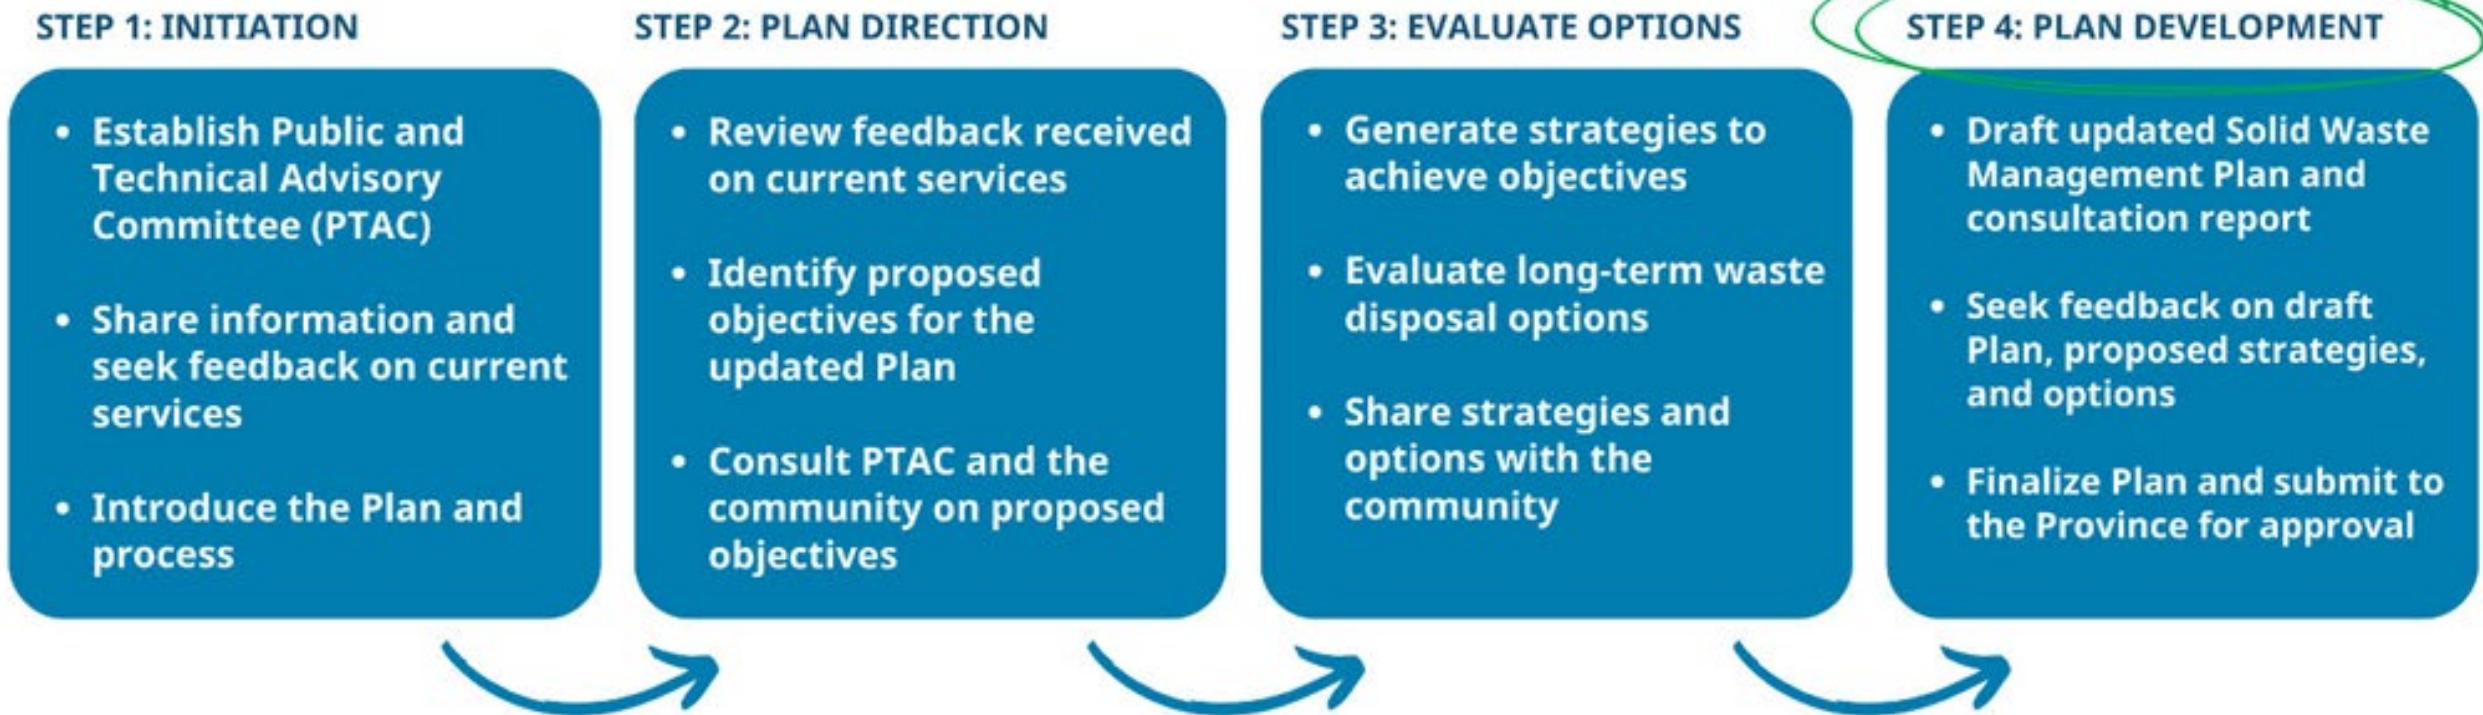 STEP 1: INITIATION
• Establish Public and
Technical Advisory
Committee (PTAC)
• Share information and
seek feedback on current
services
• Introduce the Plan and
process
STEP 2: PLAN DIRECTION
• Review feedback received
on current services
• Identify proposed
objectives for the
updated Plan
• Consult PTAC and the
community on proposed
objectives
STEP 3: EVALUATE OPTIONS
• Generate strategies to
achieve objectives
• Evaluate long-term waste
disposal options
• Share strategies and
options with the
community
STEP 4: PLAN DEVELOPMENT
• Draft updated Solid Waste
Management Plan and
consultation report
• Seek feedback on draft
Plan, proposed strategies,
and options
• Finalize Plan and submit to
the Province for approval